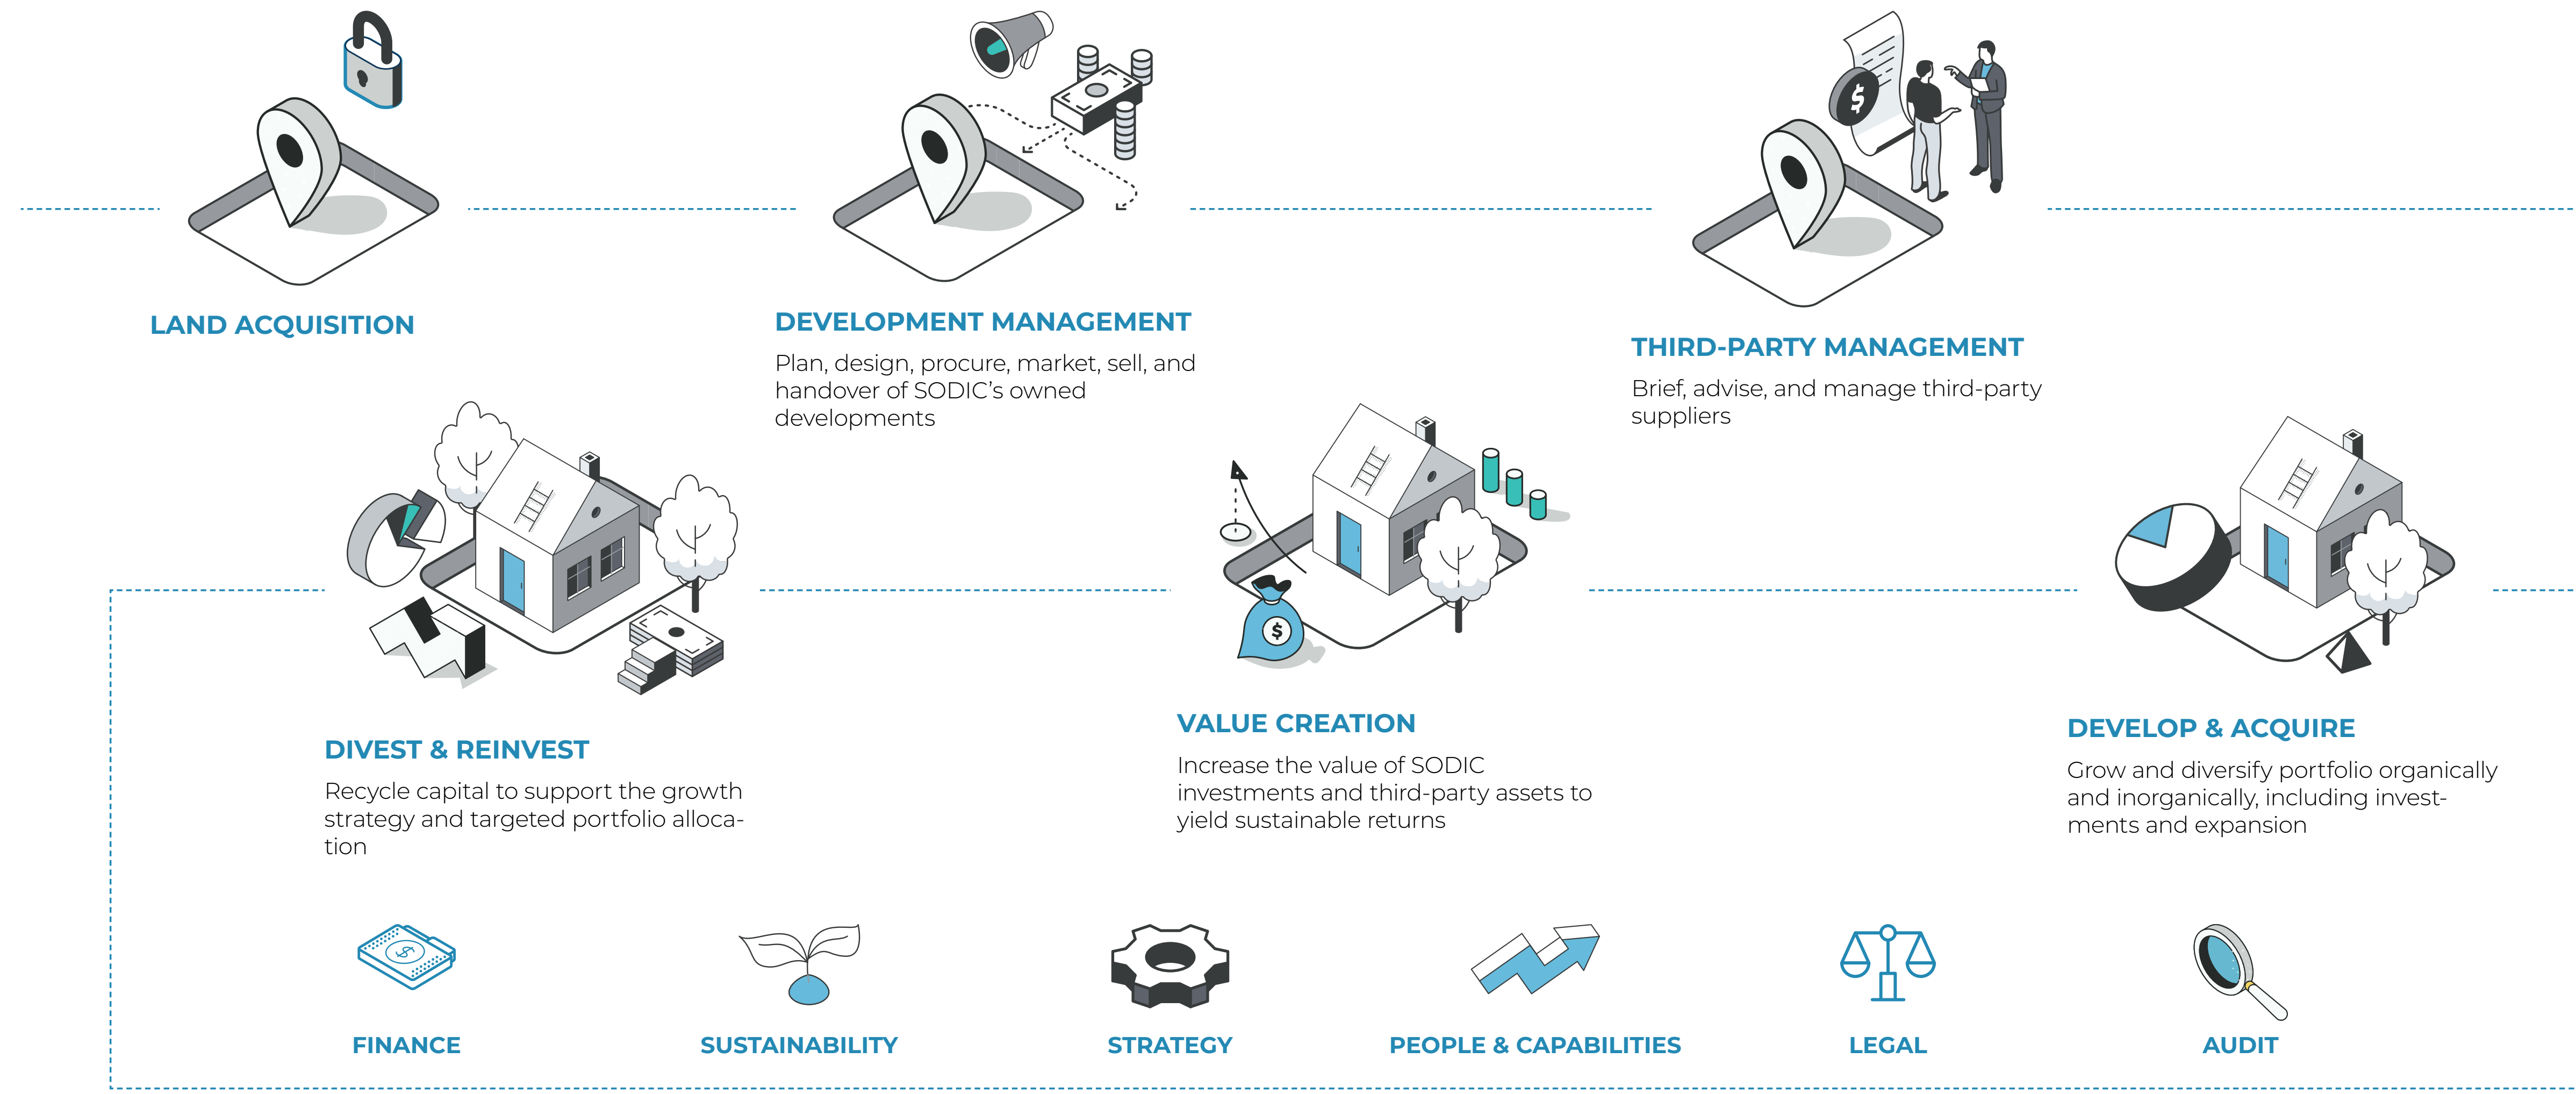 LAND ACQUISITION
DEVELOPMENT MANAGEMENT
Plan, design, procure, market, sell, and
handover of SODIC’s owned
developments
THIRD-PARTY MANAGEMENT
Brief, advise, and manage third-party
suppliers
DIVEST & REINVEST
Recycle capital to support the growth
strategy and targeted portfolio alloca-
tion
VALUE CREATION
Increase the value of SODIC
investments and third-party assets to
yield sustainable returns
DEVELOP & ACQUIRE
Grow and diversify portfolio organically
and inorganically, including invest-
ments and expansion
FINANCE
SUSTAINABILITY
STRATEGY
PEOPLE & CAPABILITIES
LEGAL
AUDIT